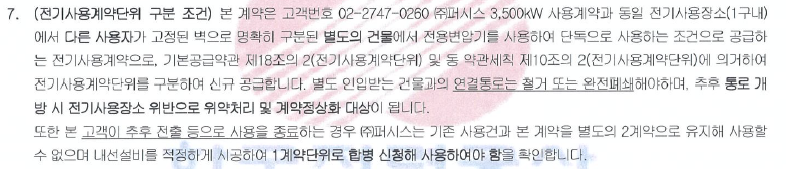 7. (전기사용계약단위 구분 조건) 본 계약은 고객번호 02-2747-0260 ㈜퍼시스 3,500kW 사용계약과 동일 전기사용장소(1구내)
에서 다른 사용자가 고정된 벽으로 명확히 구분된 별도의 건물에서 전용변압기를 사용하여 단독으로 사용하는 조건으로 공급하
는 전기사용계약으로, 기본공급약관 제18조의 2(전기사용계약단위) 및 동 약관세칙 제10조의 2(전기사용계약단위)에 의거하여
전기사용계약단위를 구분하여 신규 공급합니다. 별도 인입받는 건물과의 연결통로는 철거 또는 완전폐쇄해야하며, 추후 통로 개
방 시 전기사용장소 위반으로 위약처리 및 계약정상화 대상이 됩니다.
또한 본 고객이 추후 전출 등으로 사용을 종료하는 경우 ㈜퍼시스는 기존 사용건과 본 계약을 별도의 2계약으로 유지해 사용할
수 없으며 내선설비를 적정하게 시공하여 1계약단위로 합병 신청해 사용하여야 함을 확인합니다.